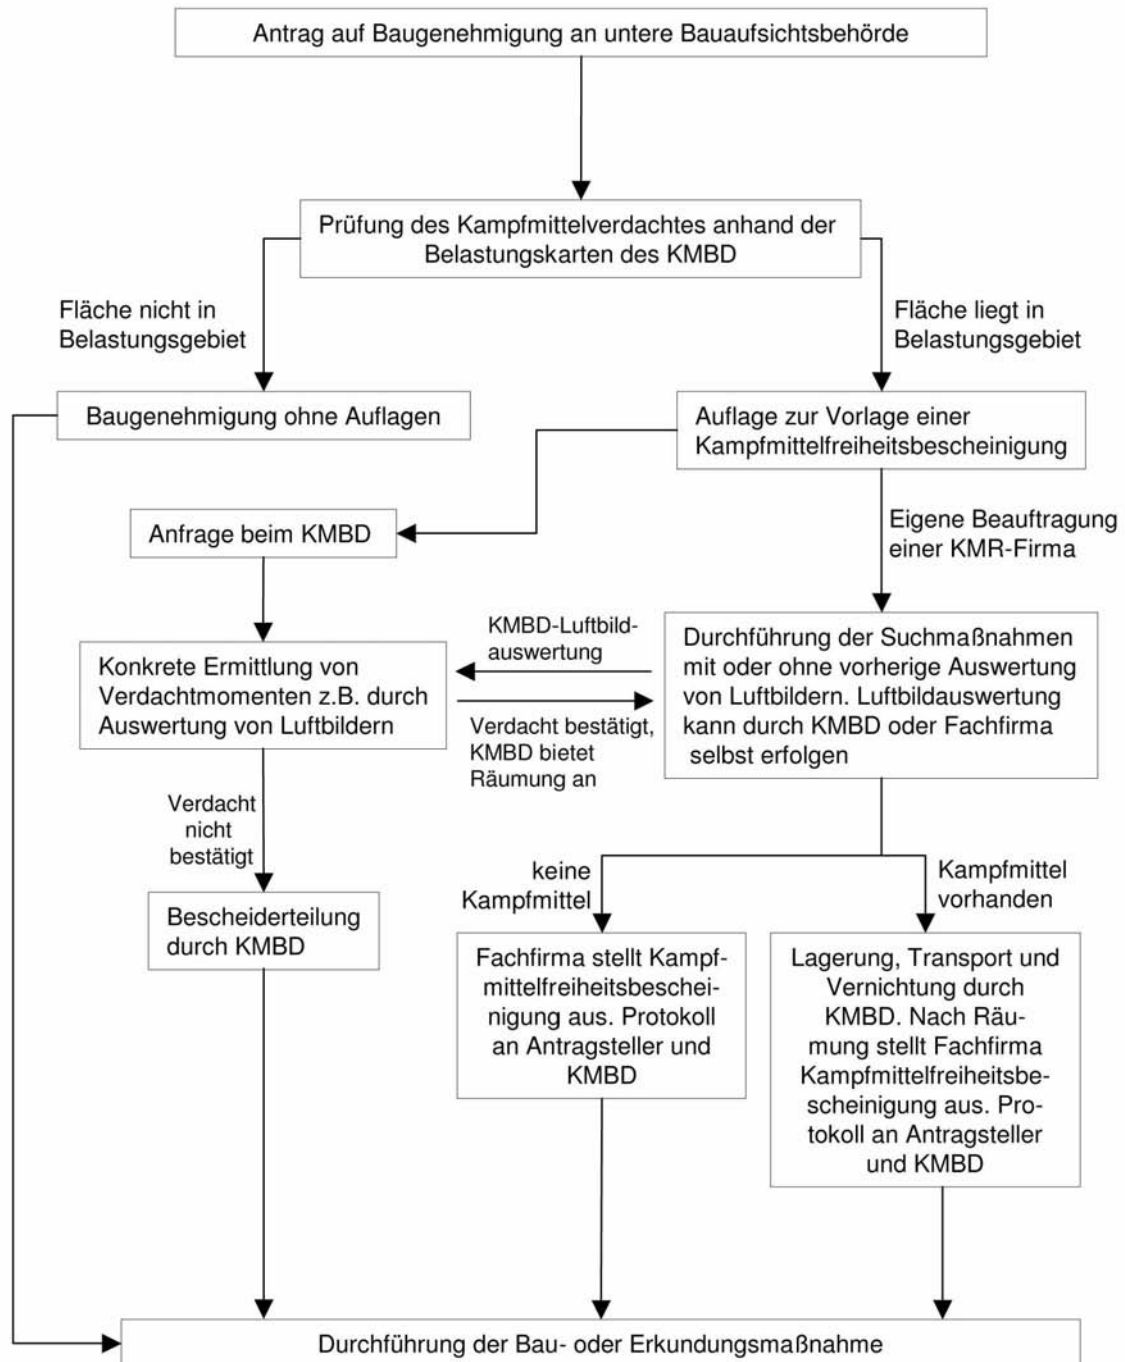 Antrag auf Baugenehmigung an untere Bauaufsichtsbehörde
Prüfung des Kampfmittelverdachtes anhand der
Belastungskarten des KMBD
Fläche nicht in
Belastungsgebiet
Fläche liegt in
Belastungsgebiet
Baugenehmigung ohne Auflagen
Auflage zur Vorlage einer
Kampfmittelfreiheitsbescheinigung
Anfrage beim KMBD
Eigene Beauftragung
einer KMR-Firma
Konkrete Ermittlung von
Verdachtmomenten z.B. durch
Auswertung von Luftbildern
KMBD-Luftbild-
auswertung
Verdacht bestätigt,
KMBD bietet
Räumung an
Durchführung der Suchmaßnahmen
mit oder ohne vorherige Auswertung
von Luftbildern. Luftbildauswertung
kann durch KMBD oder Fachfirma
selbst erfolgen
Verdacht
nicht
bestätigt
keine
Kampfmittel
Kampfmittel
vorhanden
Bescheiderteilung
durch KMBD
Fachfirma stellt Kampf-
mittelfreiheitsbeschei-
nigung aus. Protokoll
an Antragsteller und
KMBD
Lagerung, Transport und
Vernichtung durch
KMBD. Nach Räu-
mung stellt Fachfirma
Kampfmittelfreiheitsbe-
scheinigung aus. Pro-
tokoll an Antragsteller
und KMBD
Durchführung der Bau- oder Erkundungsmaßnahme